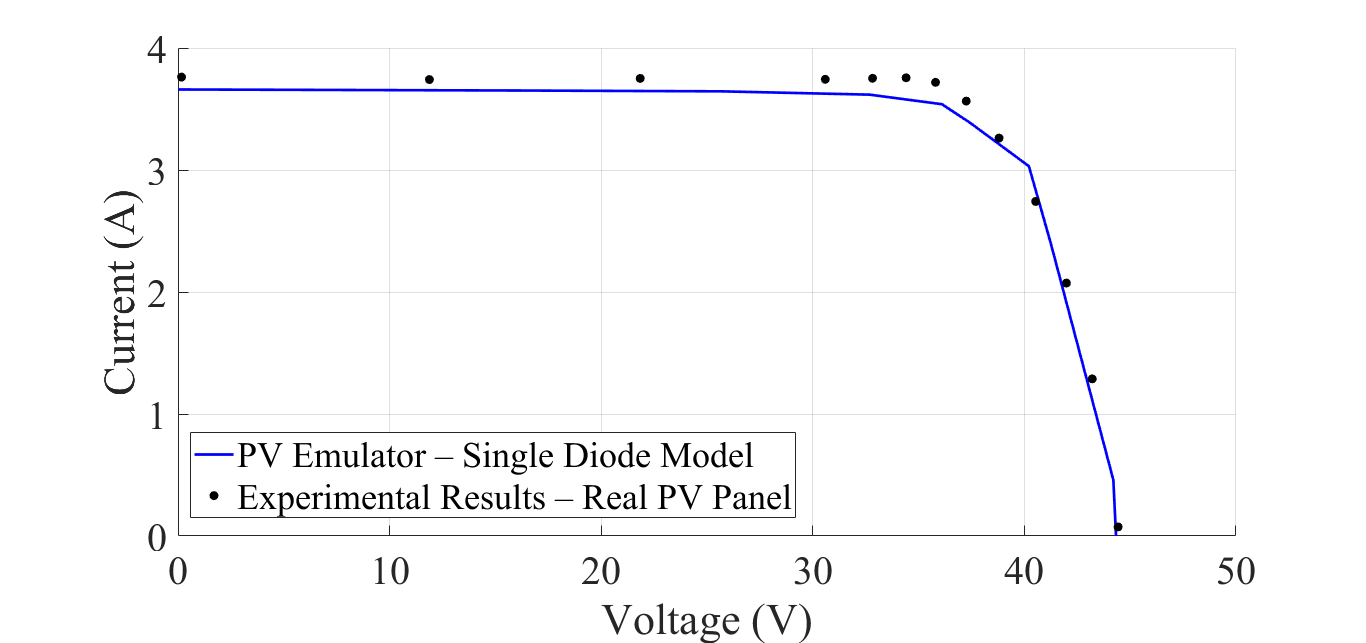 4
3
2
1
0
Current (A)
PV Emulator – Single Diode Model
Experimental Results – Real PV Panel
0 10 20 30 40 50
Voltage (V)